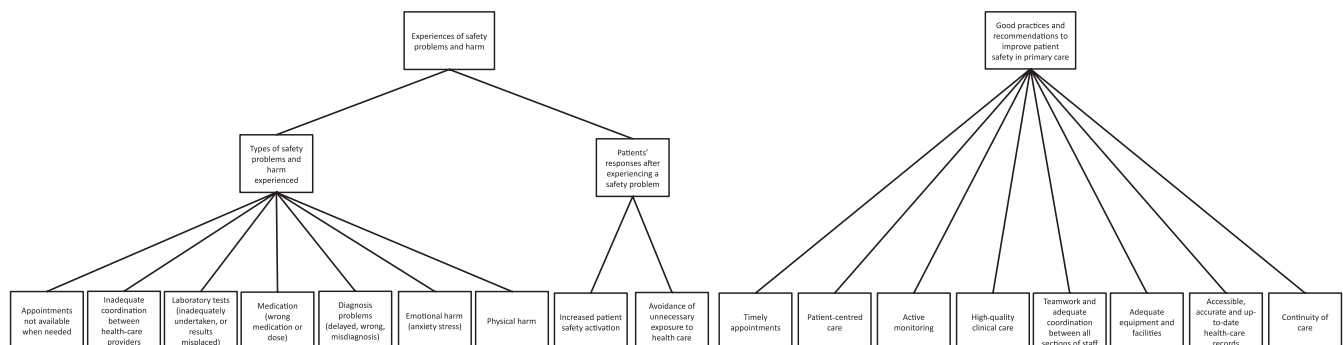 Experiences of safety
problems and harm
Good practices and
recommendations to
improve patient
safety in primary care
Types of safety
problems and
harm
experienced
Patients'
responses after
experiencing a
safety problem
Appointments
not available
when needed
Inadequate
coordination
between
health-care
providers
Laboratory tests
(inadequately
undertaken, or
results
misplaced)
Medication
(wrong
medication or
dose)
Diagnosis
problems
(delayed, wrong,
misdiagnosis)
Emotional harm
(anxiety stress)
Physical harm
Increased patient
safety activation
Avoidance of
unnecessary
exposure to
health care
Timely
appointments
Patient-centred
care
Active
monitoring
High-quality
clinical care
Teamwork and
adequate
coordination
between all
sections of staff
Adequate
equipment and
facilities
Accessible,
accurate and up-
to-date
health-care
records
Continuity of
care